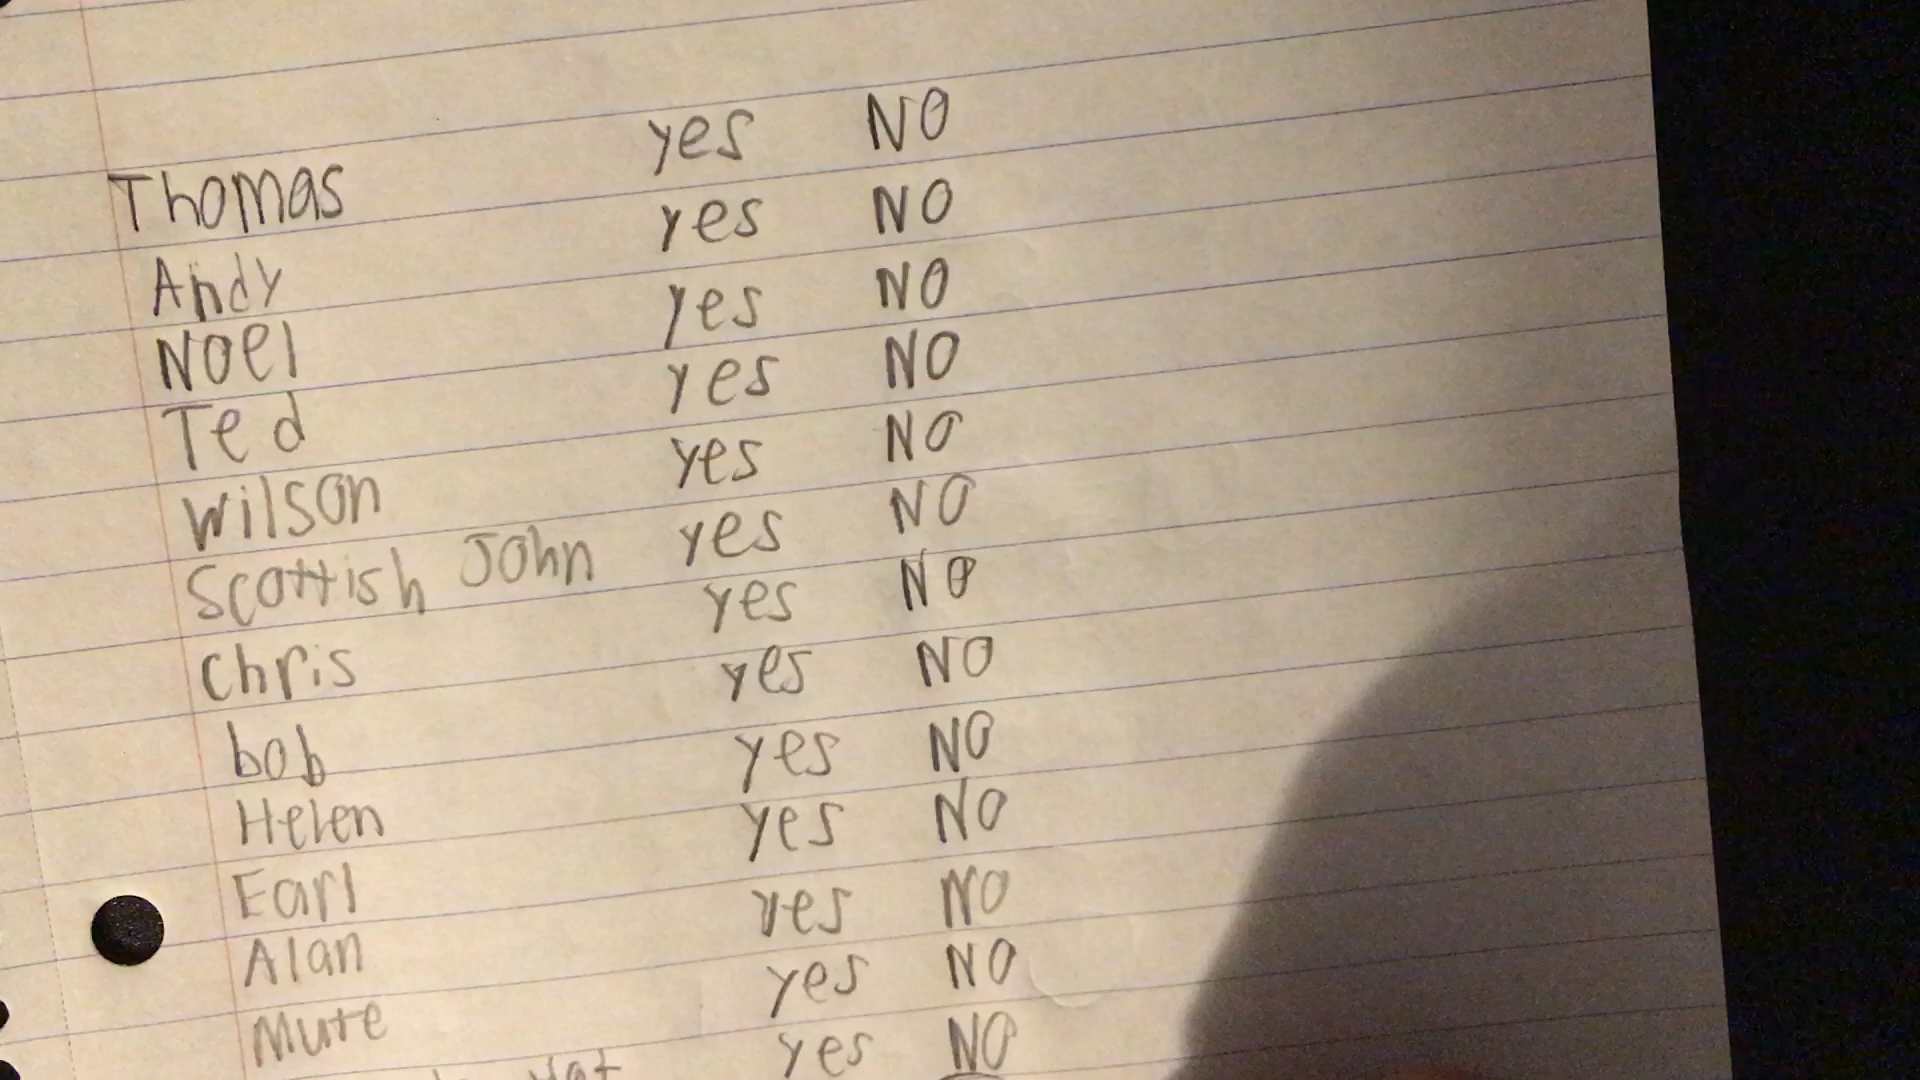 Thomas yes NO
Andy yes NO
Noel yes NO
Ted yes NO
Wilson yes NO
Scottish John yes NO
Chris yes NO
bob yes NO
Helen yes NO
Earl yes NO
Alan yes NO
Mute yes NO
yes NO